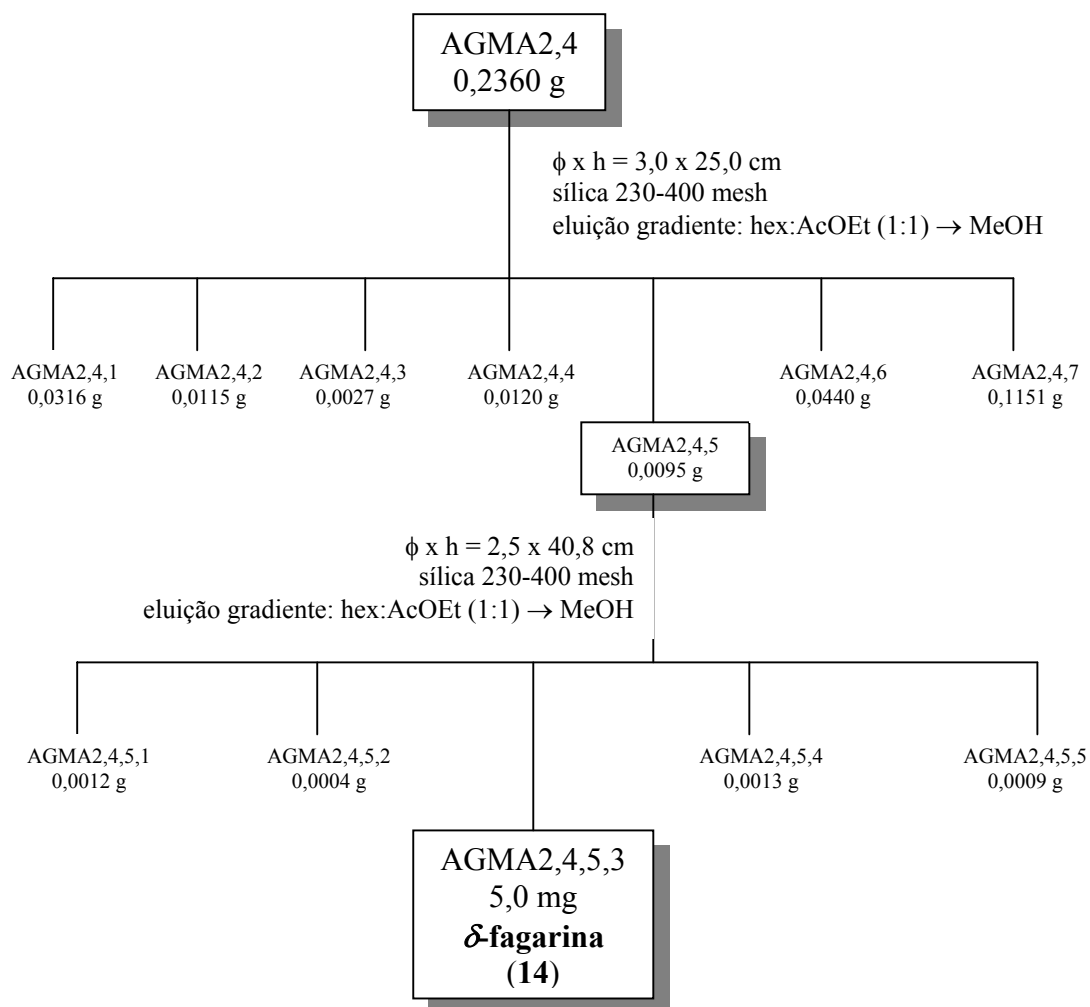 AGMA2,4
0,2360 g
ϕ x h = 3,0 x 25,0 cm
sílica 230-400 mesh
eluição gradiente: hex:AcOEt (1:1) → MeOH
AGMA2,4,1
0,0316 g
AGMA2,4,2
0,0115 g
AGMA2,4,3
0,0027 g
AGMA2,4,4
0,0120 g
AGMA2,4,6
0,0440 g
AGMA2,4,7
0,1151 g
AGMA2,4,5
0,0095 g
ϕ x h = 2,5 x 40,8 cm
sílica 230-400 mesh
eluição gradiente: hex:AcOEt (1:1) → MeOH
AGMA2,4,5,1
0,0012 g
AGMA2,4,5,2
0,0004 g
AGMA2,4,5,4
0,0013 g
AGMA2,4,5,5
0,0009 g
AGMA2,4,5,3
5,0 mg
δ-fagarina
(14)